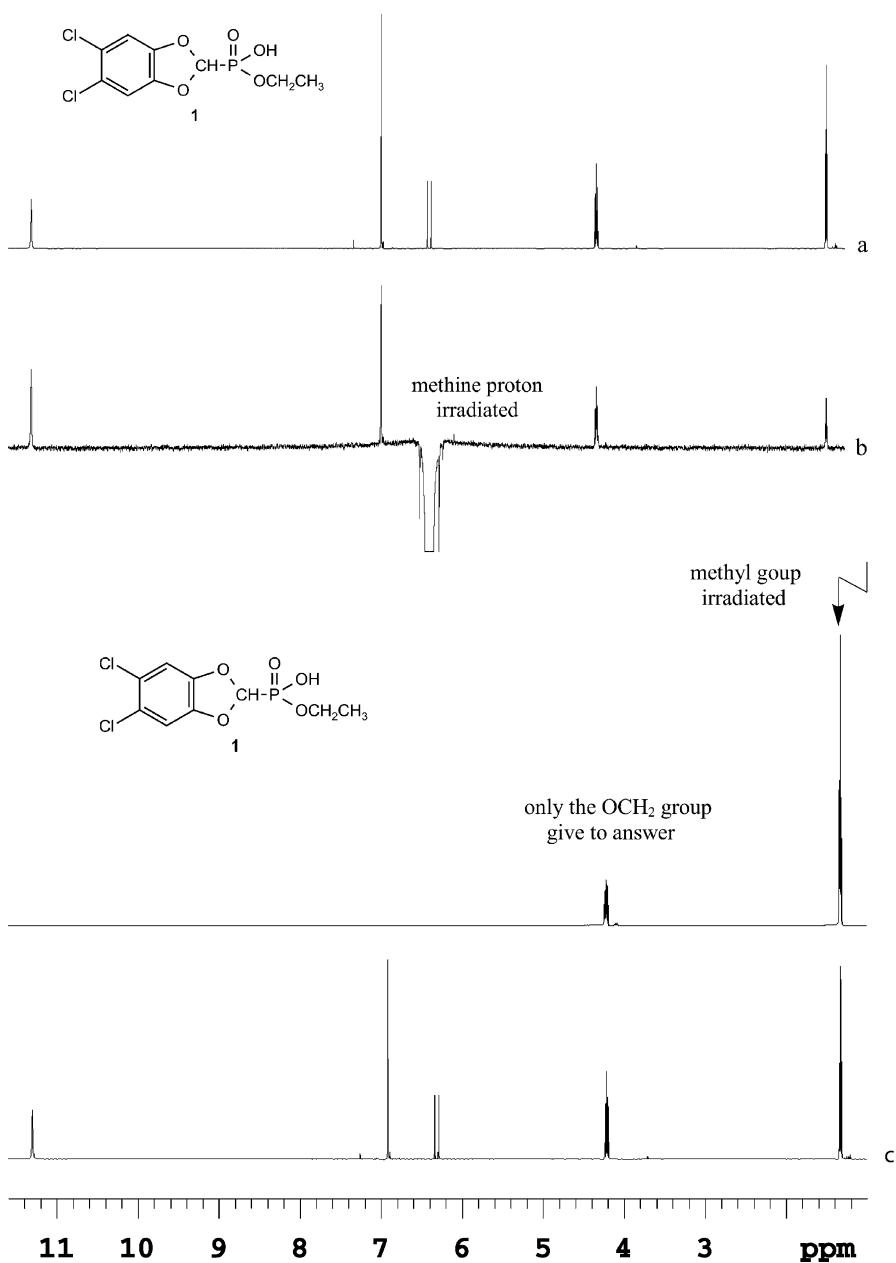 Cl
Cl
O
O
CH
P
O
OH
OCH₂CH₃
1
a
methine proton
irradiated
b
methyl goup
irradiated
Cl
Cl
O
O
CH
P
O
OH
OCH₂CH₃
1
only the OCH₂ group
give to answer
c
11 10 9 8 7 6 5 4 3 ppm